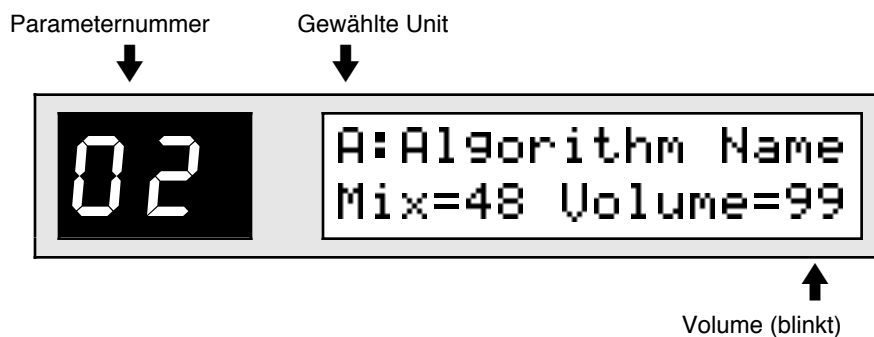 Parameternummer
Gewählte Unit
02
A:Algorithm Name
Mix=48 Volume=99
Volume (blinkt)